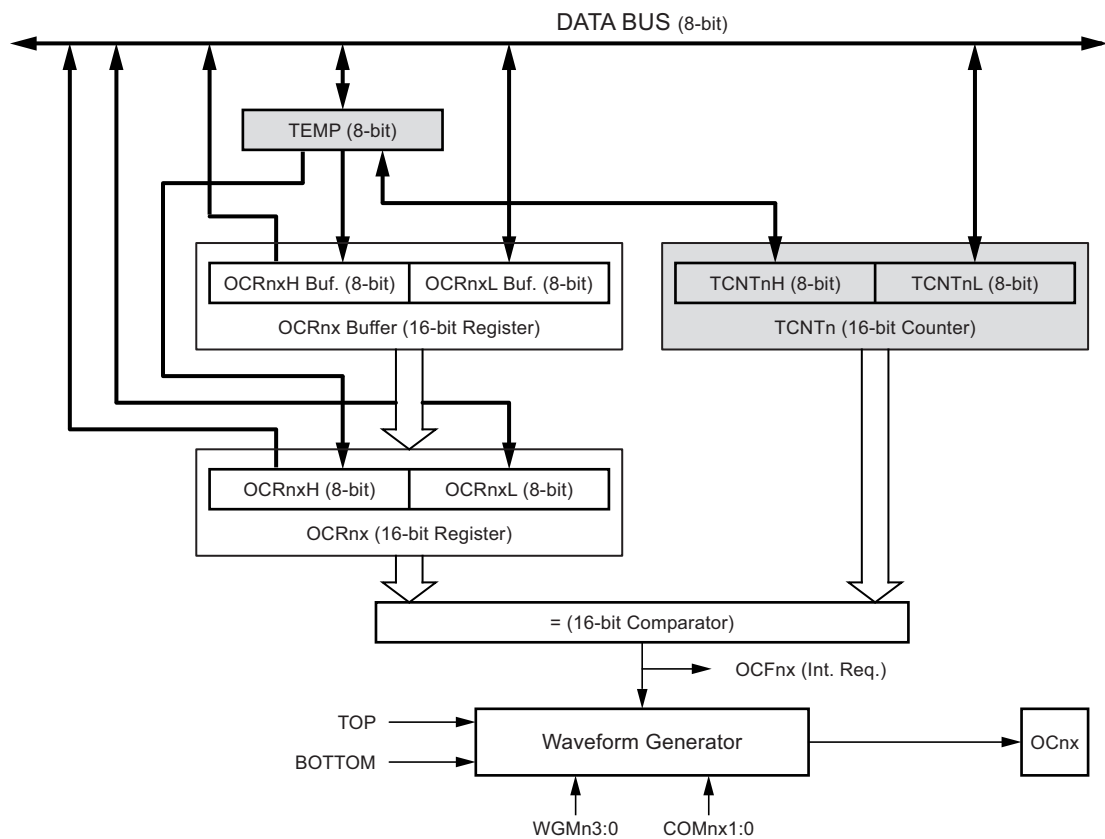 DATA BUS (8-bit)
TEMP (8-bit)
OCRnxH Buf. (8-bit)
OCRnxL Buf. (8-bit)
OCRnx Buffer (16-bit Register)
TCNTnH (8-bit)
TCNTnL (8-bit)
TCNTn (16-bit Counter)
OCRnxH (8-bit)
OCRnxL (8-bit)
OCRnx (16-bit Register)
= (16-bit Comparator)
OCFnx (Int. Req.)
TOP
BOTTOM
Waveform Generator
OCnx
WGMn3:0
COMnx1:0